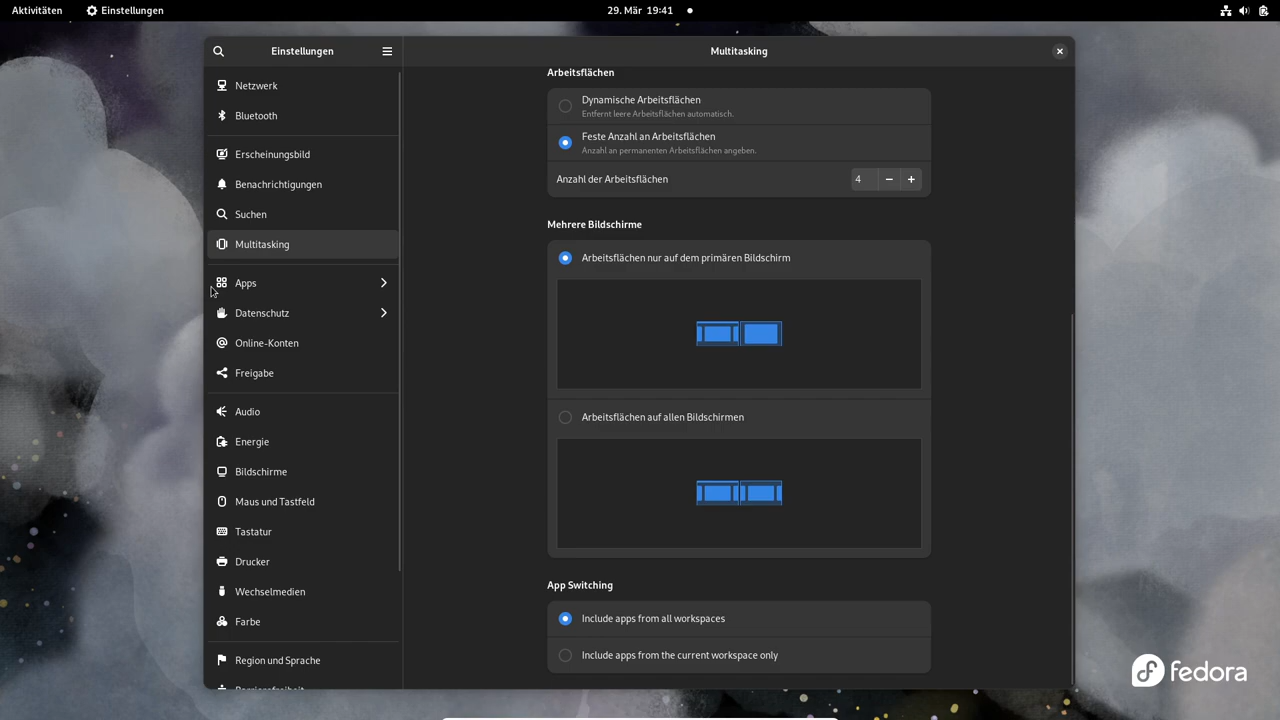 Aktivitäten
Einstellungen
29. Mär 19:41
Einstellungen
Multitasking
Netzwerk
Bluetooth
Erscheinungsbild
Benachrichtigungen
Suchen
Multitasking
Apps
Datenschutz
Online-Konten
Freigabe
Audio
Energie
Bildschirme
Maus und Tastfeld
Tastatur
Drucker
Wechselmedien
Farbe
Region und Sprache
Arbeitsflächen
Dynamische Arbeitsflächen
Entfernt leere Arbeitsflächen automatisch.
Feste Anzahl an Arbeitsflächen
Anzahl an permanenten Arbeitsflächen angeben.
Anzahl der Arbeitsflächen
4
Mehrere Bildschirme
Arbeitsflächen nur auf dem primären Bildschirm
Arbeitsflächen auf allen Bildschirmen
App Switching
Include apps from all workspaces
Include apps from the current workspace only
fedora